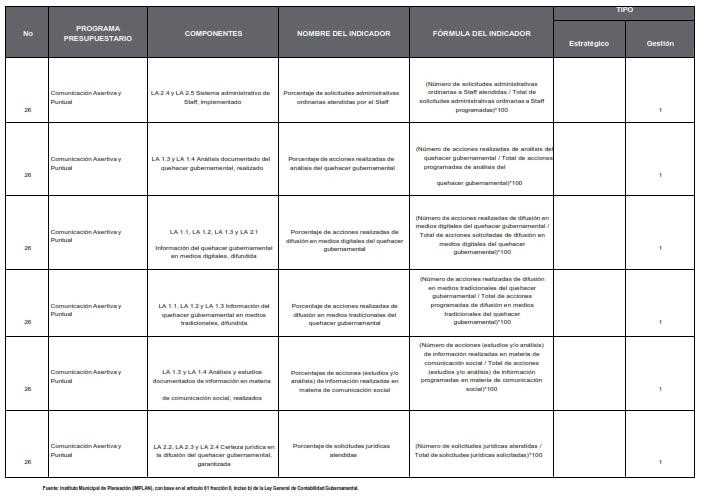 No
PROGRAMA
PRESUPUESTARIO
COMPONENTES
NOMBRE DEL INDICADOR
FÓRMULA DEL INDICADOR
TIPO
Estratégico
Gestión
26
Comunicación Asertiva y
Puntual
LA 2.4 y LA 2.5 Sistema administrativo de
Staff, implementado
Porcentaje de solicitudes administrativas
ordinarias atendidas por el Staff
(Número de solicitudes administrativas
ordinarias a Staff atendidas / Total de
solicitudes administrativas ordinarias a Staff
programadas)*100
1
26
Comunicación Asertiva y
Puntual
LA 1.3 y LA 1.4 Análisis documentado del
quehacer gubernamental, realizado
Porcentaje de acciones realizadas de
análisis del quehacer gubernamental
(Número de acciones realizadas de análisis del
quehacer gubernamental / Total de acciones
programadas de análisis del
quehacer gubernamental)*100
1
26
Comunicación Asertiva y
Puntual
LA 1.1, LA 1.2, LA 1.3 y LA 2.1
Información del quehacer gubernamental
en medios digitales, difundida
Porcentaje de acciones realizadas de
difusión en medios digitales del quehacer
gubernamental
(Número de acciones realizadas de difusión en
medios digitales del quehacer gubernamental /
Total de acciones solicitadas de difusión en
medios digitales del quehacer
gubernamental)*100
1
26
Comunicación Asertiva y
Puntual
LA 1.1, LA 1.2 y LA 1.3 Información del
quehacer gubernamental en medios
tradicionales, difundida
Porcentaje de acciones realizadas de
difusión en medios tradicionales del
quehacer gubernamental
(Número de acciones realizadas de difusión
en medios tradicionales del quehacer
gubernamental / Total de acciones
programadas de difusión en medios
tradicionales del quehacer
gubernamental)*100
1
26
Comunicación Asertiva y
Puntual
LA 1.3 y LA 1.4 Análisis y estudios
documentados de información en materia
de comunicación social, realizados
Porcentajes de acciones (estudios y/o
análisis) de información realizadas en
materia de comunicación social
(Número de acciones (estudios y/o análisis)
de información realizadas en materia de
comunicación social / Total de acciones
(estudios y/o análisis) de información
programadas en materia de comunicación
social)*100
1
26
Comunicación Asertiva y
Puntual
LA 2.2, LA 2.3 y LA 2.4 Certeza jurídica en
la difusión del quehacer gubernamental,
garantizada
Porcentaje de solicitudes jurídicas
atendidas
(Número de solicitudes jurídicas atendidas /
Total de solicitudes jurídicas solicitadas)*100
1
Fuente: Instituto Municipal de Planeación (IMPLAN), con base en el artículo 61 fracción II, inciso b) de la Ley General de Contabilidad Gubernamental.